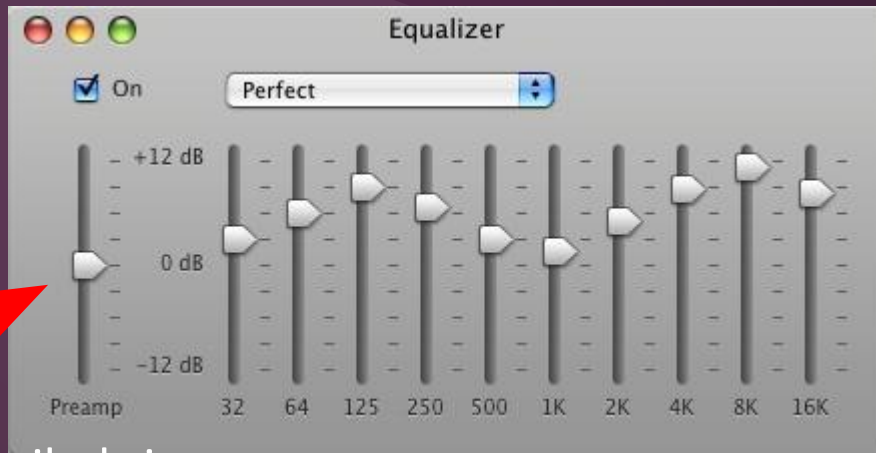 Equalizer
On
Perfect
+12 dB
0 dB
-12 dB
Preamp 32 64 125 250 500 1K 2K 4K 8K 16K